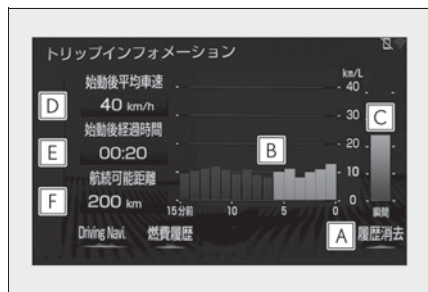 トリップインフォメーション
始動後平均車速
D
40 km/h
始動後経過時間
E
00:20
航続可能距離
F
200 km
km/L
40
30
20
10
0
C
B
15分前 10 5 0
瞬間
A
Driving Navi. 燃費履歴 履歴消去